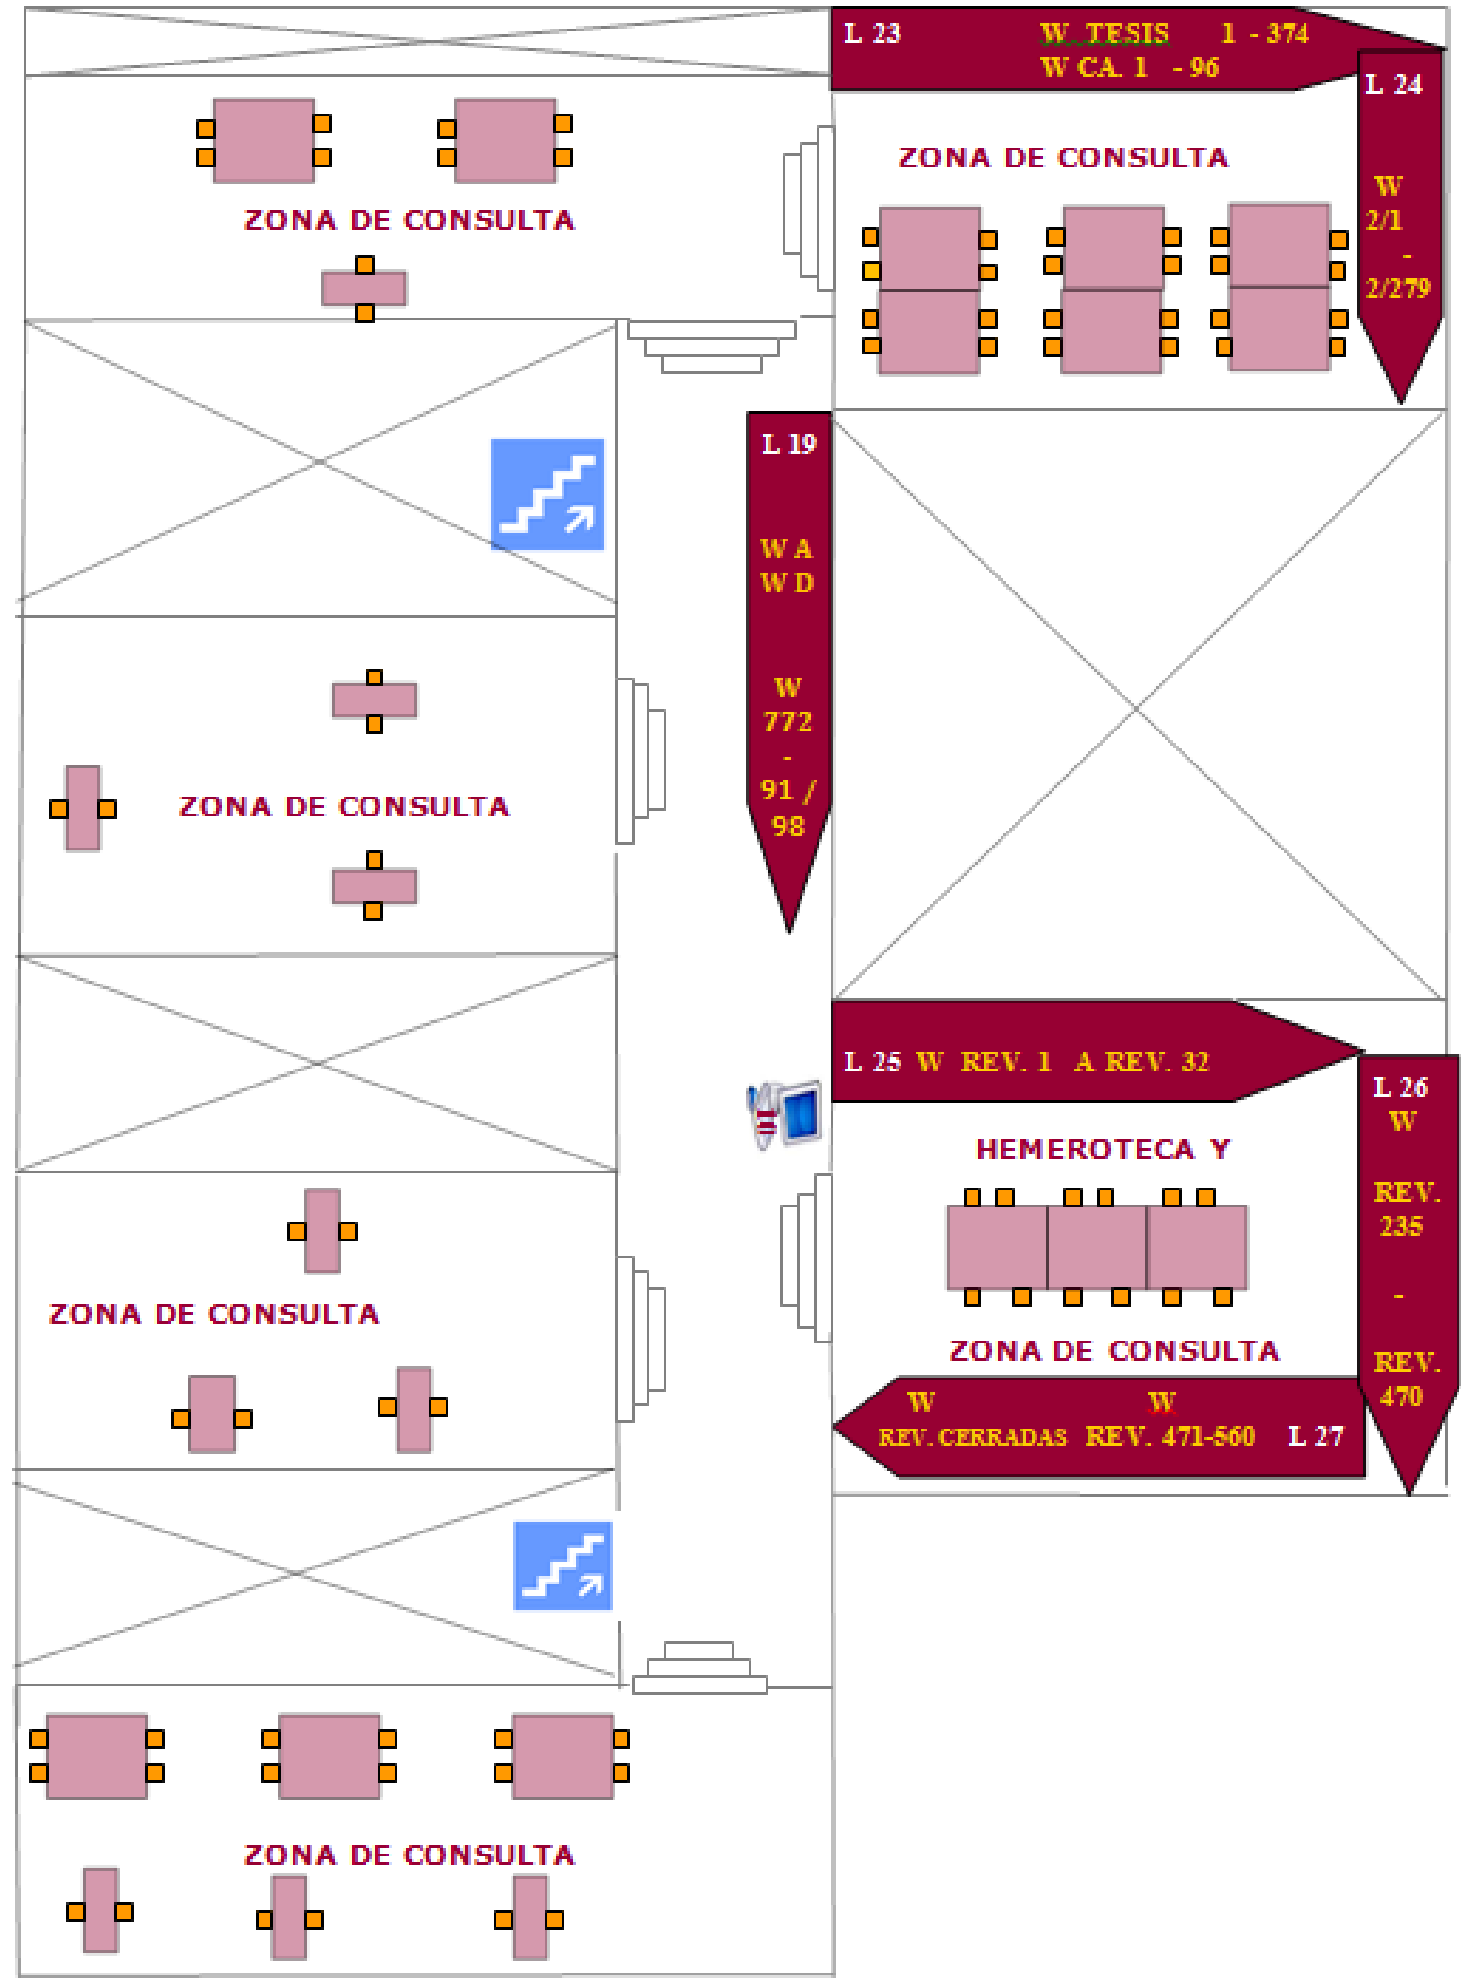 L 23 W TESIS 1 - 374
W CA. 1 - 96
L 24
W
2/1
-
2/279
ZONA DE CONSULTA
ZONA DE CONSULTA
L 19
W A
W D
W
772
-
91 /
98
ZONA DE CONSULTA
L 25 W REV. 1 A REV. 32
L 26
W
REV.
235
-
REV.
470
HEMEROTECA Y
ZONA DE CONSULTA
ZONA DE CONSULTA
W W
REV. CERRADAS REV. 471-560 L 27
ZONA DE CONSULTA